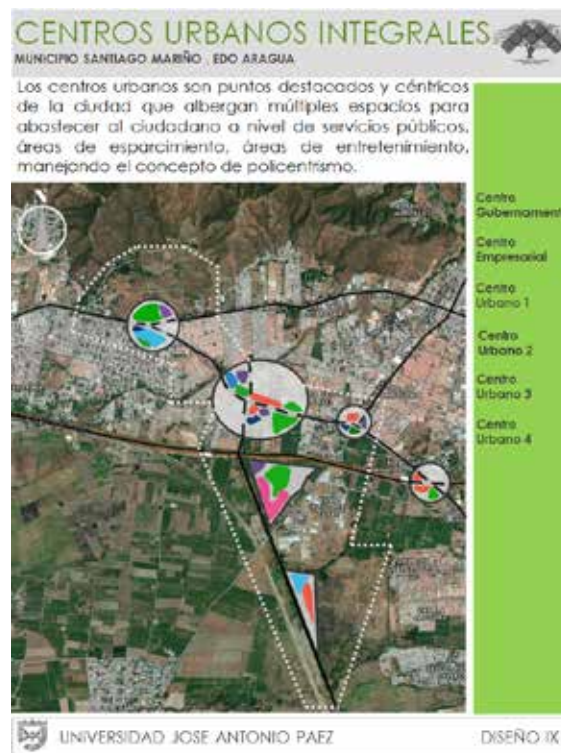 CENTROS URBANOS INTEGRALES
MUNICIPIO SANTIAGO MARIÑO . EDO ARAGUA
Los centros urbanos son puntos destacados y céntricos
de la ciudad que albergan múltiples espacios para
abastecer al ciudadano a nivel de servicios públicos,
áreas de esparcimiento, áreas de entretenimiento,
manejando el concepto de policentrismo.
Centro
Gubernament
Centro
Empresarial
Centro
Urbano 1
Centro
Urbano 2
Centro
Urbano 3
Centro
Urbano 4
UNIVERSIDAD JOSE ANTONIO PAEZ
DISEÑO IX